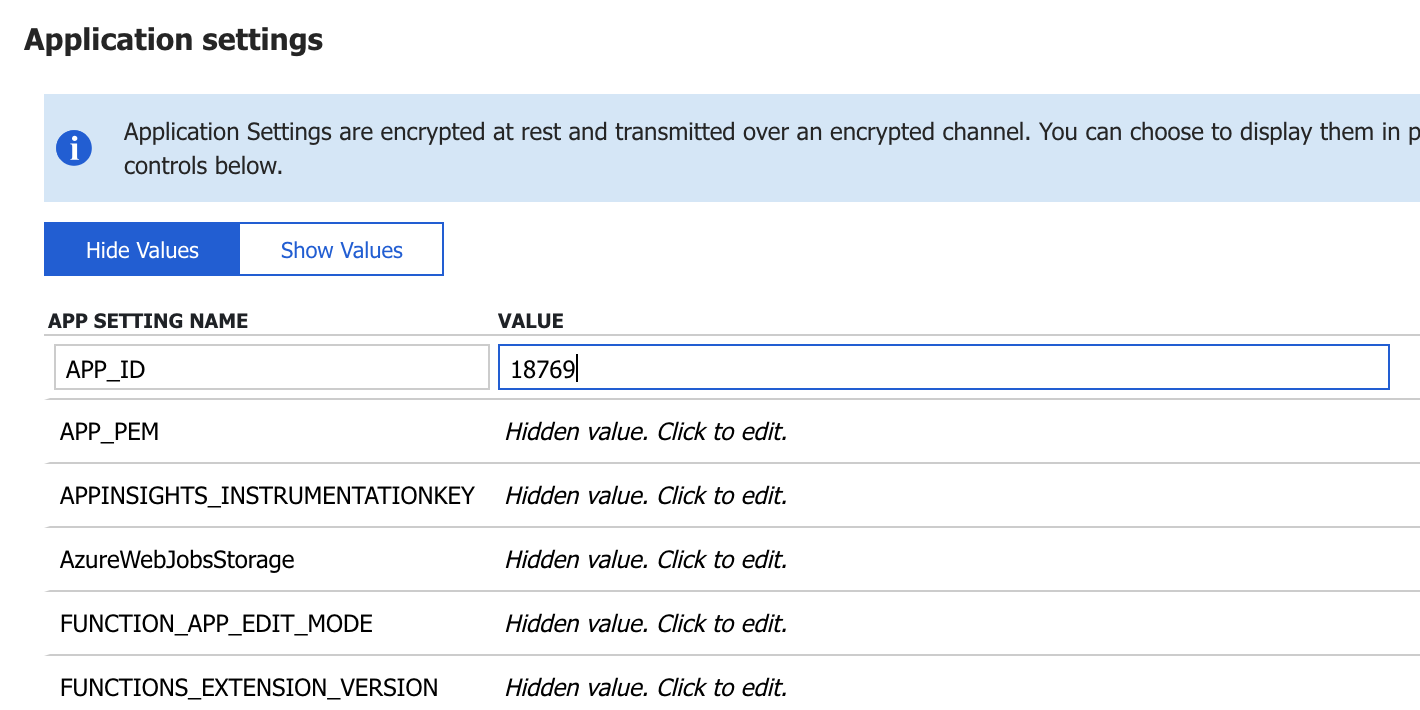 Application settings
Application Settings are encrypted at rest and transmitted over an encrypted channel. You can choose to display them in p
controls below.
Hide Values Show Values
APP SETTING NAME VALUE
APP_ID 18769
APP_PEM Hidden value. Click to edit.
APPINSIGHTS_INSTRUMENTATIONKEY Hidden value. Click to edit.
AzureWebJobsStorage Hidden value. Click to edit.
FUNCTION_APP_EDIT_MODE Hidden value. Click to edit.
FUNCTIONS_EXTENSION_VERSION Hidden value. Click to edit.